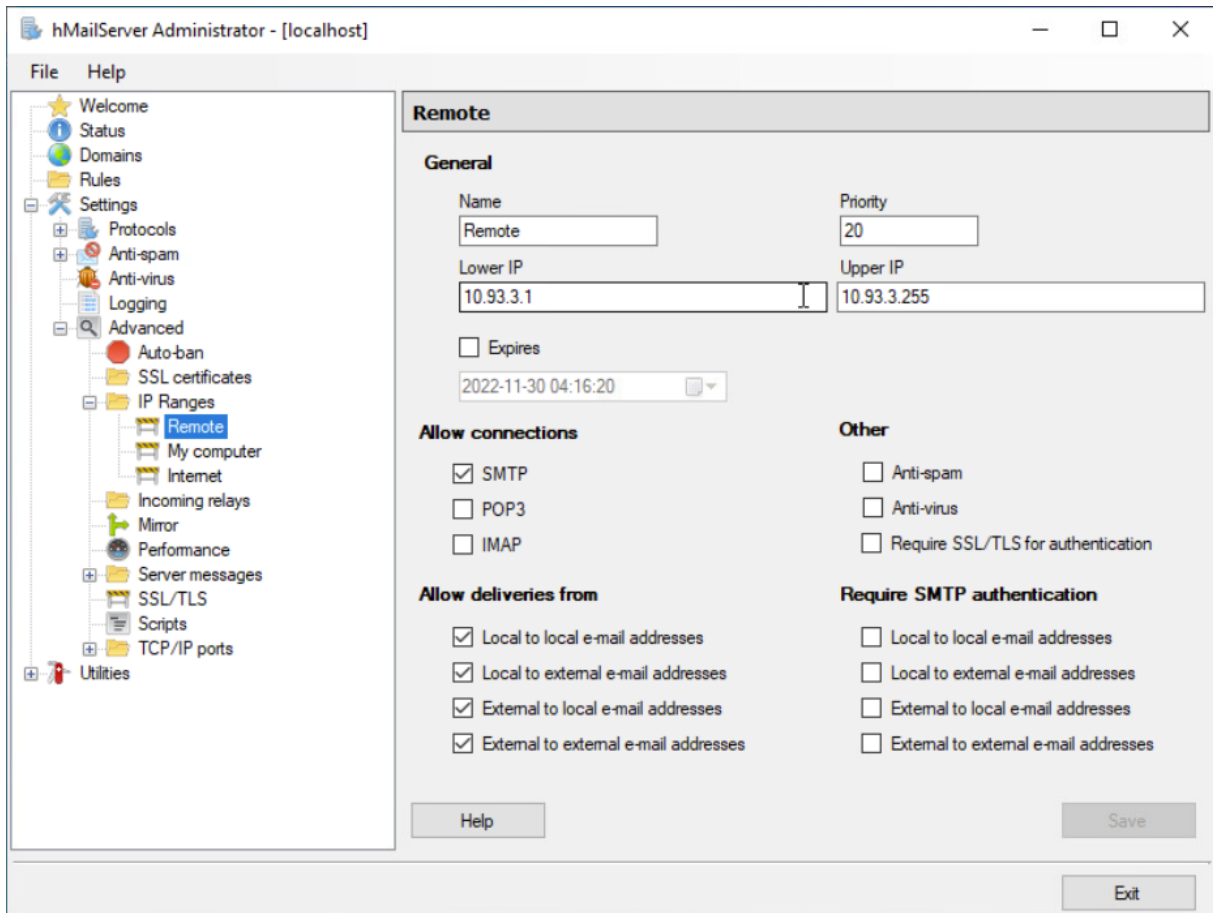 hMailServer Administrator - [localhost]
File Help
Welcome
Status
Domains
Rules
Settings
Protocols
Anti-spam
Anti-virus
Logging
Advanced
Auto-ban
SSL certificates
IP Ranges
Remote
My computer
Internet
Incoming relays
Mirror
Performance
Server messages
SSL/TLS
Scripts
TCP/IP ports
Utilities
Remote
General
Name Priority
Remote 20
Lower IP Upper IP
10.93.3.1 10.93.3.255
Expires
2022-11-30 04:16:20
Allow connections Other
SMTP Anti-spam
POP3 Anti-virus
IMAP Require SSL/TLS for authentication
Allow deliveries from Require SMTP authentication
Local to local e-mail addresses Local to local e-mail addresses
Local to external e-mail addresses Local to external e-mail addresses
External to local e-mail addresses External to local e-mail addresses
External to external e-mail addresses External to external e-mail addresses
Help Save
Exit